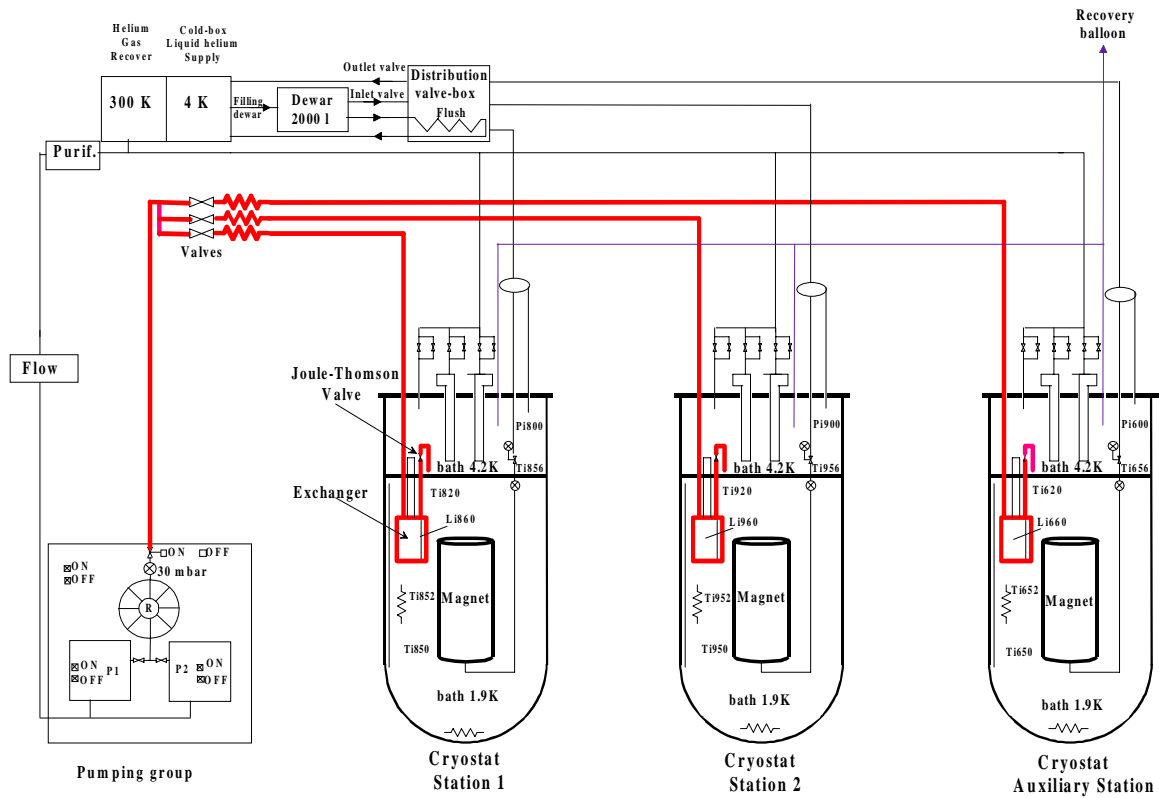 Recovery
balloon
Helium
Gas
Recover
Cold-box
Liquid helium
Supply
Outlet valve
Distribution
valve-box
300 K
4 K
Filling
dewar
Dewar
2000 l
Inlet valve
Flush
Purif.
Valves
Flow
Joule-Thomson
Valve
Exchanger
Pi800
bath 4.2K
Ti856
Ti820
Li860
Magnet
Ti852
Ti850
bath 1.9K
Cryostat
Station 1
Pi900
bath 4.2K
Ti956
Ti920
Li960
Magnet
Ti952
Ti950
bath 1.9K
Cryostat
Station 2
Pi600
bath 4.2K
Ti656
Ti620
Li660
Magnet
Ti652
Ti650
bath 1.9K
Cryostat
Auxiliary Station
ON
OFF
ON
OFF
30 mbar
R
P1
ON
OFF
P2
ON
OFF
Pumping group